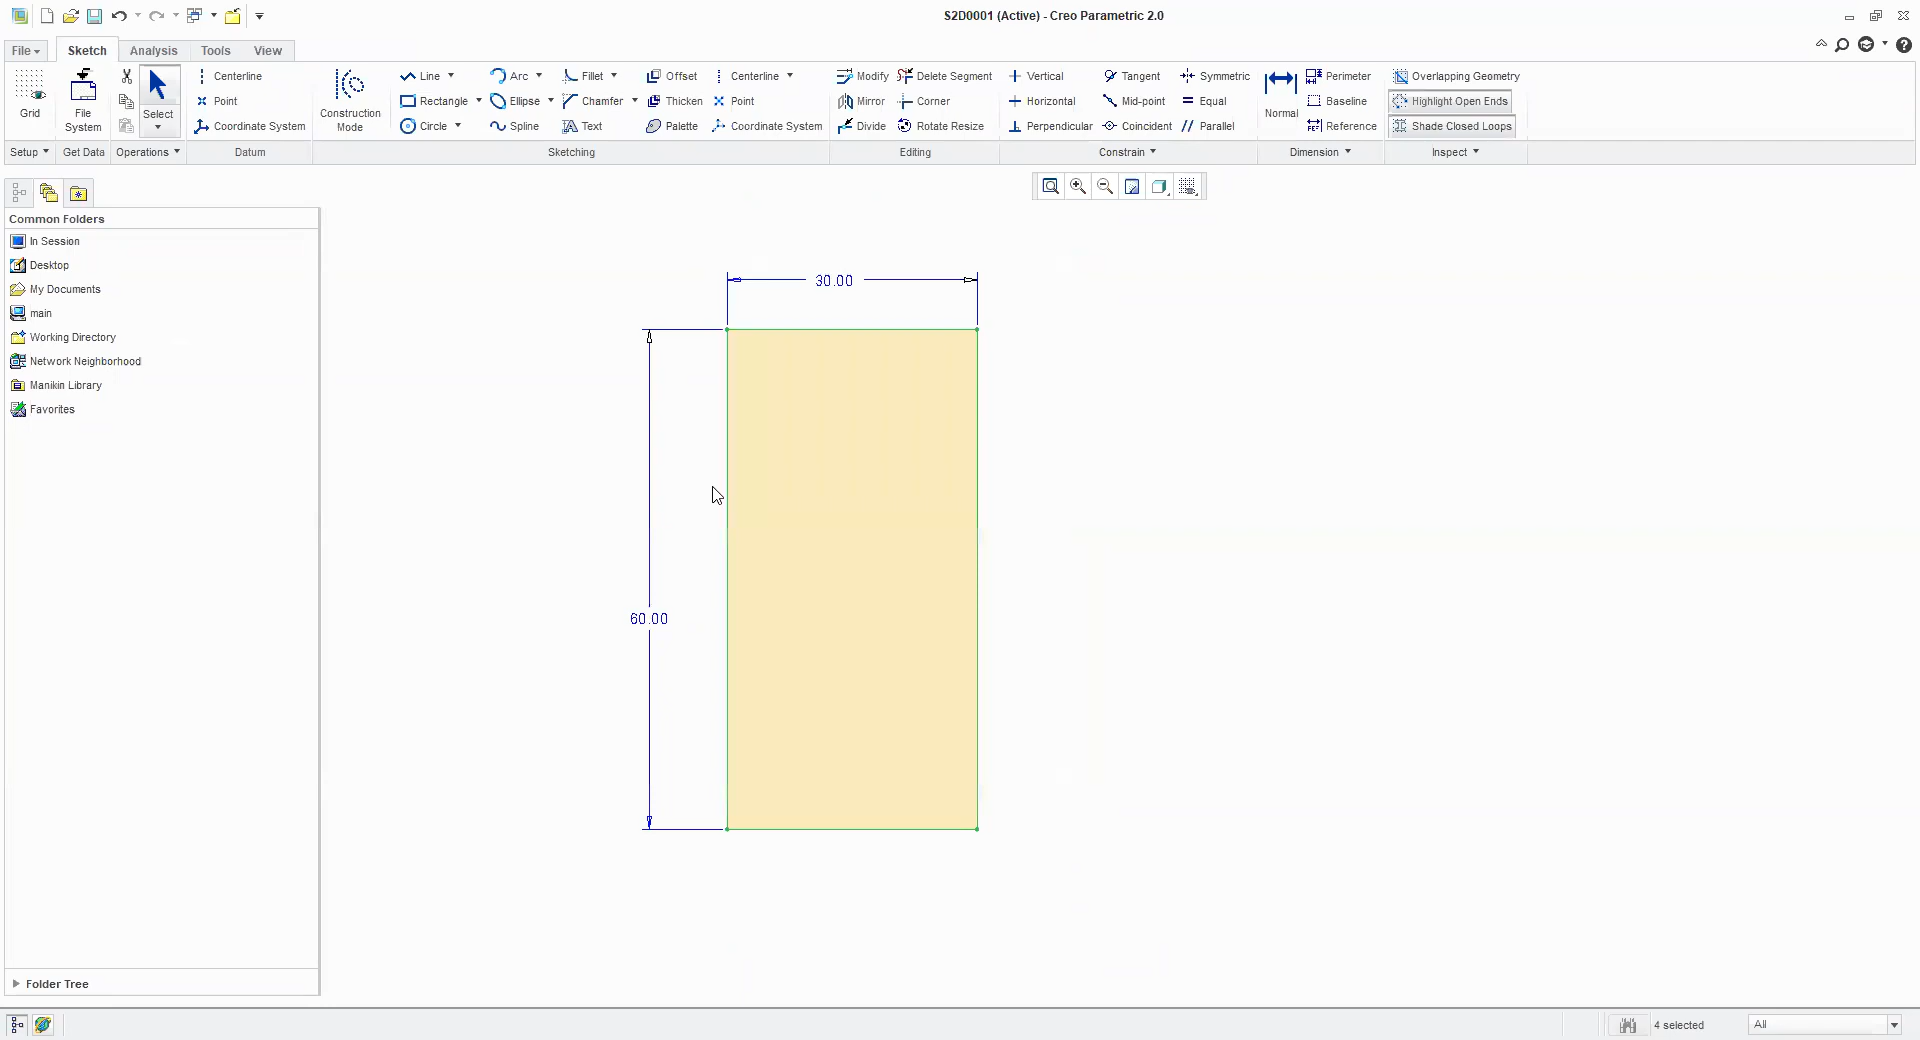 S2D0001 (Active) - Creo Parametric 2.0
File Sketch Analysis Tools View
Centerline Line Arc Fillet Offset Centerline Modify Delete Segment Vertical Tangent Symmetric Perimeter Overlapping Geometry
Point Rectangle Ellipse Chamfer Thicken Point Mirror Corner Horizontal Mid-point Equal Baseline Highlight Open Ends
Grid File System Select Construction Mode Normal
Coordinate System Circle Spline Text Palette Coordinate System Divide Rotate Resize Perpendicular Coincident Parallel Reference Shade Closed Loops
Setup Get Data Operations Datum Sketching Editing Constrain Dimension Inspect
Common Folders
In Session
Desktop
My Documents
main
Working Directory
Network Neighborhood
Manikin Library
Favorites
30.00
60.00
Folder Tree
4 selected All